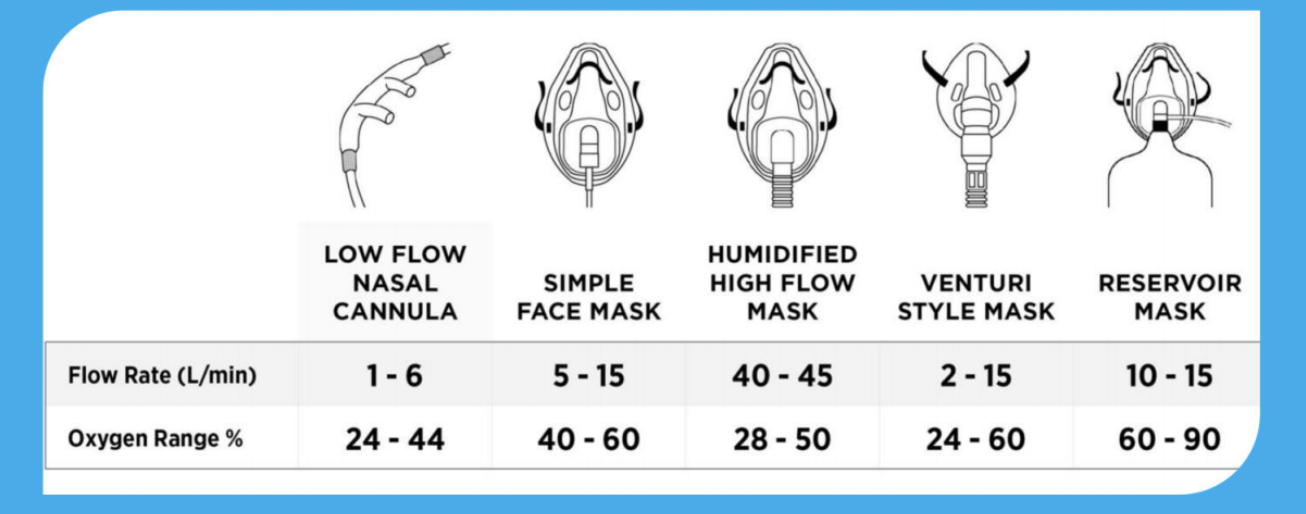 LOW FLOW
NASAL
CANNULA
SIMPLE
FACE MASK
HUMIDIFIED
HIGH FLOW
MASK
VENTURI
STYLE MASK
RESERVOIR
MASK
Flow Rate (L/min) 1 - 6 5 - 15 40 - 45 2 - 15 10 - 15
Oxygen Range % 24 - 44 40 - 60 28 - 50 24 - 60 60 - 90